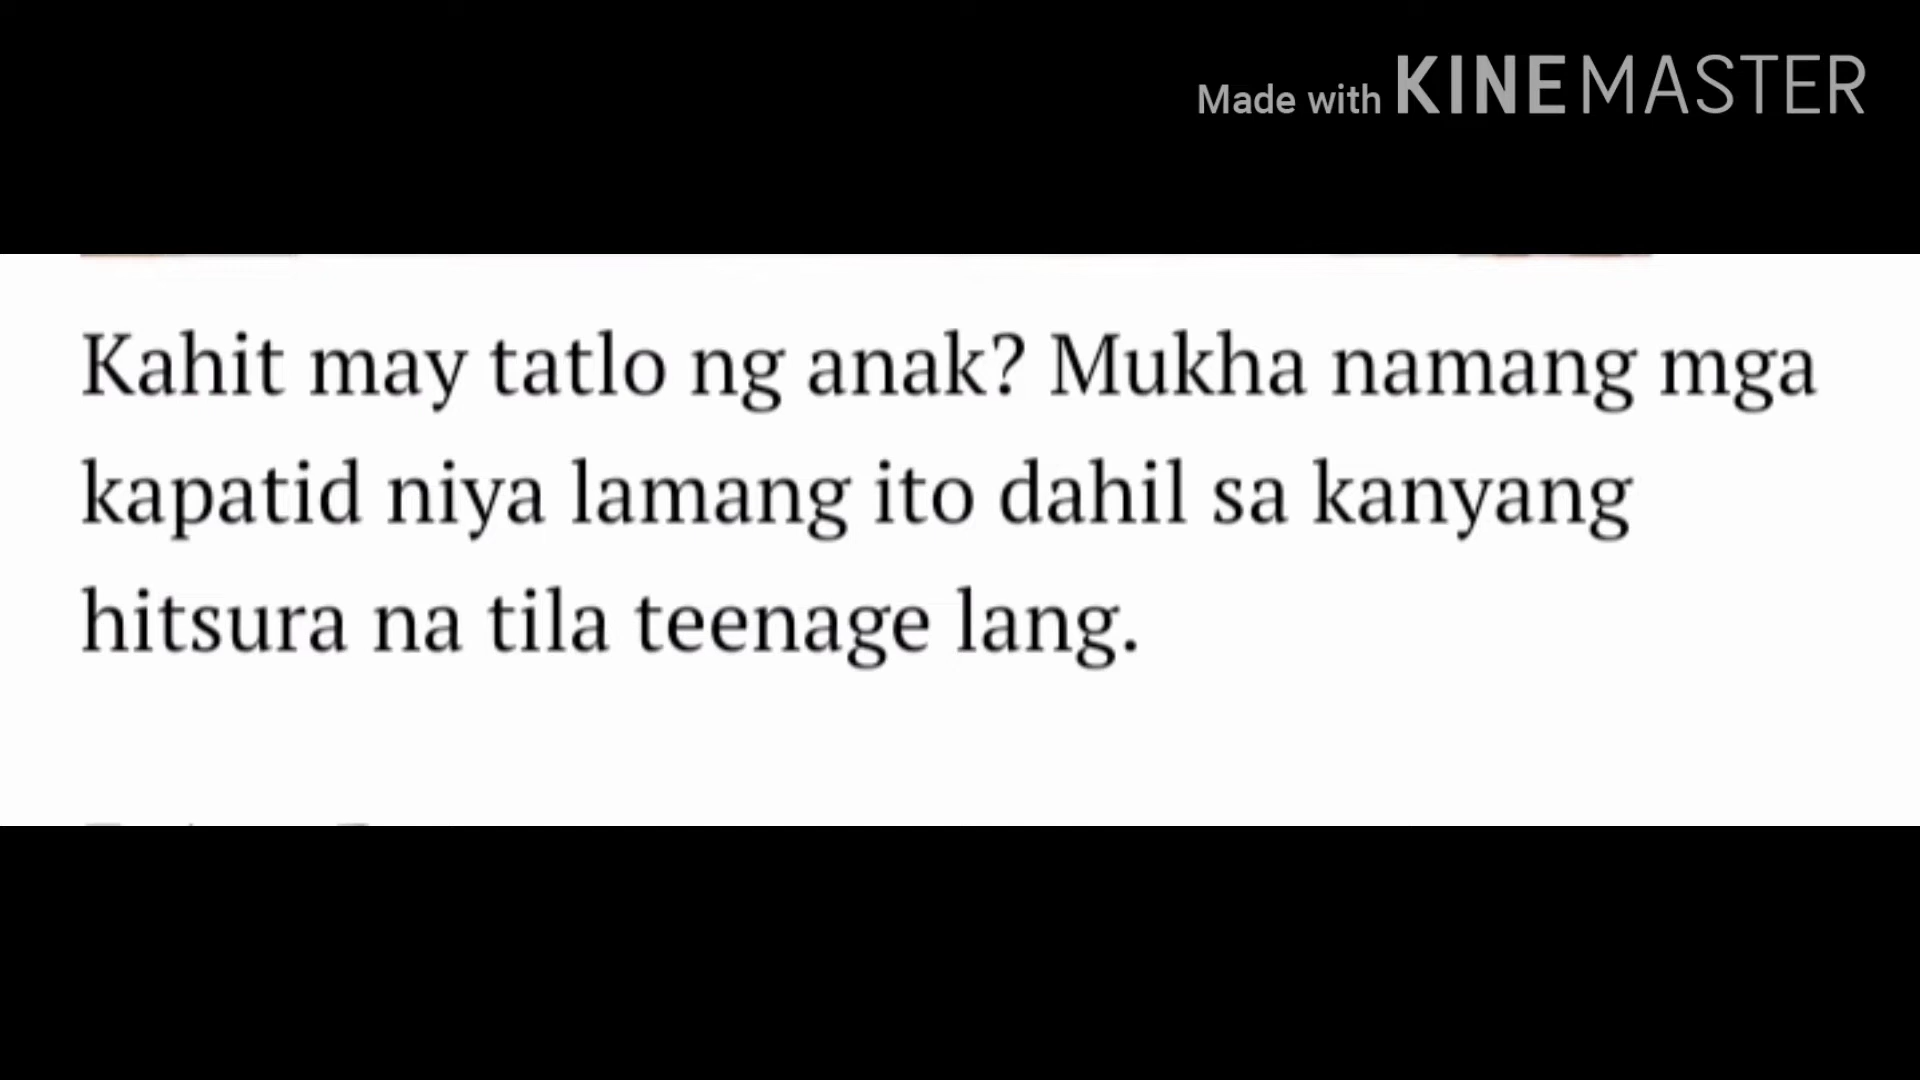 Made with KINEMASTER
Kahit may tatlo ng anak? Mukha namang mga
kapatid niya lamang ito dahil sa kanyang
hitsura na tila teenage lang.